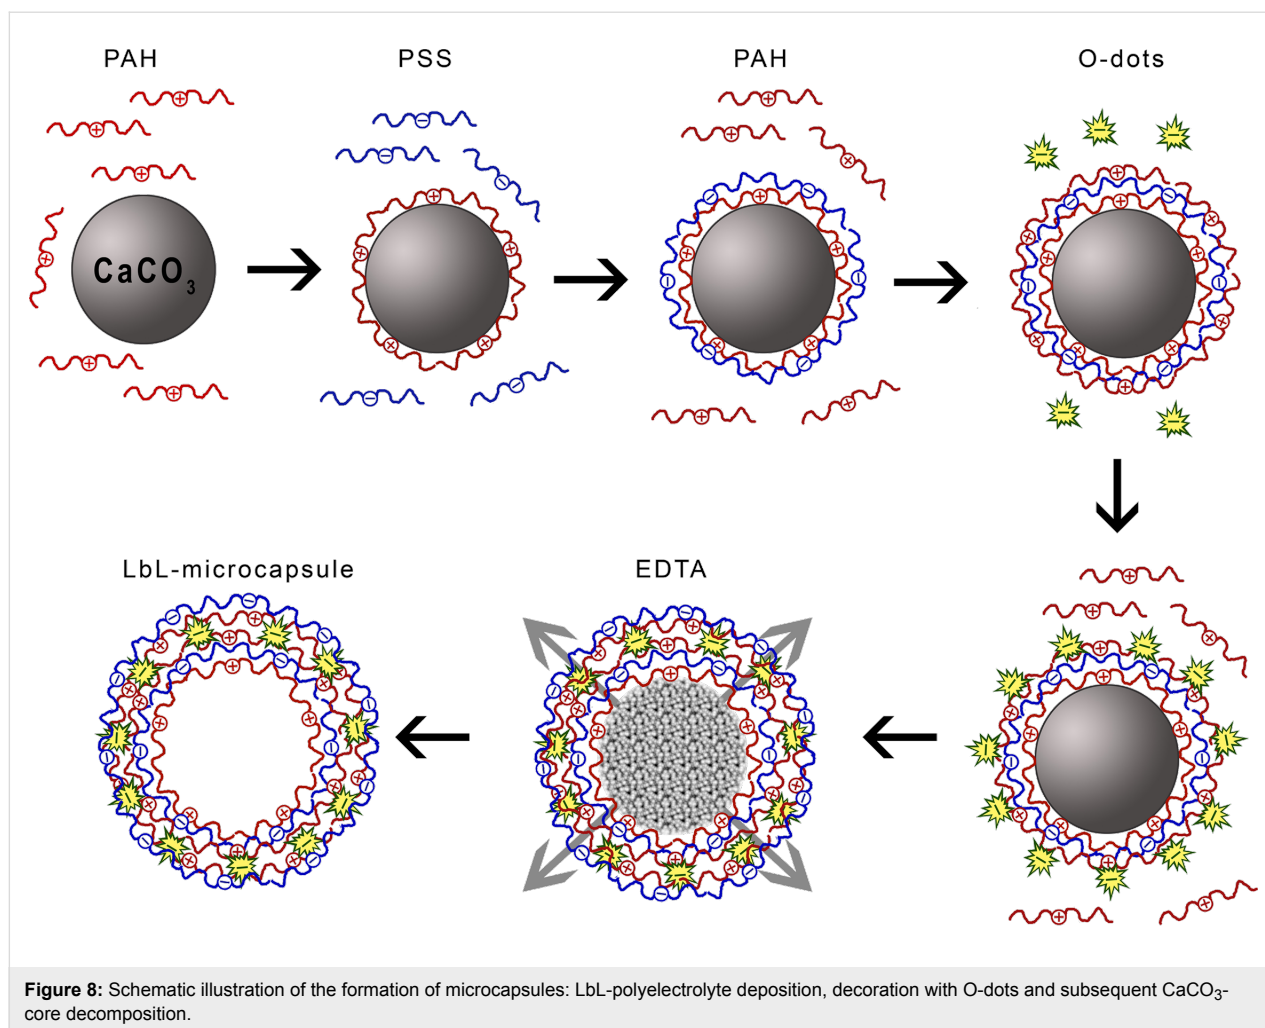 PAH
PSS
PAH
O-dots
CaCO₃
LbL-microcapsule
EDTA
Figure 8: Schematic illustration of the formation of microcapsules: LbL-polyelectrolyte deposition, decoration with O-dots and subsequent CaCO₃-
core decomposition.